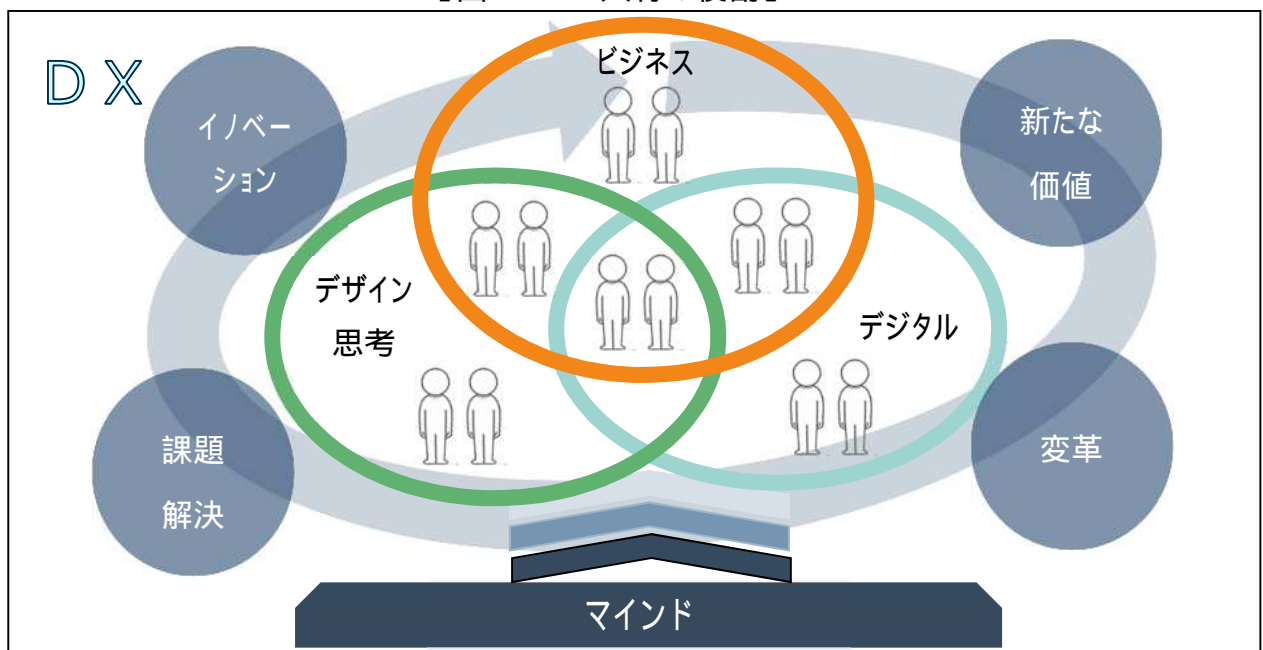 ＤＸ
ビジネス
イノベー
ション
新たな
価値
デザイン
思考
デジタル
課題
解決
変革
マインド